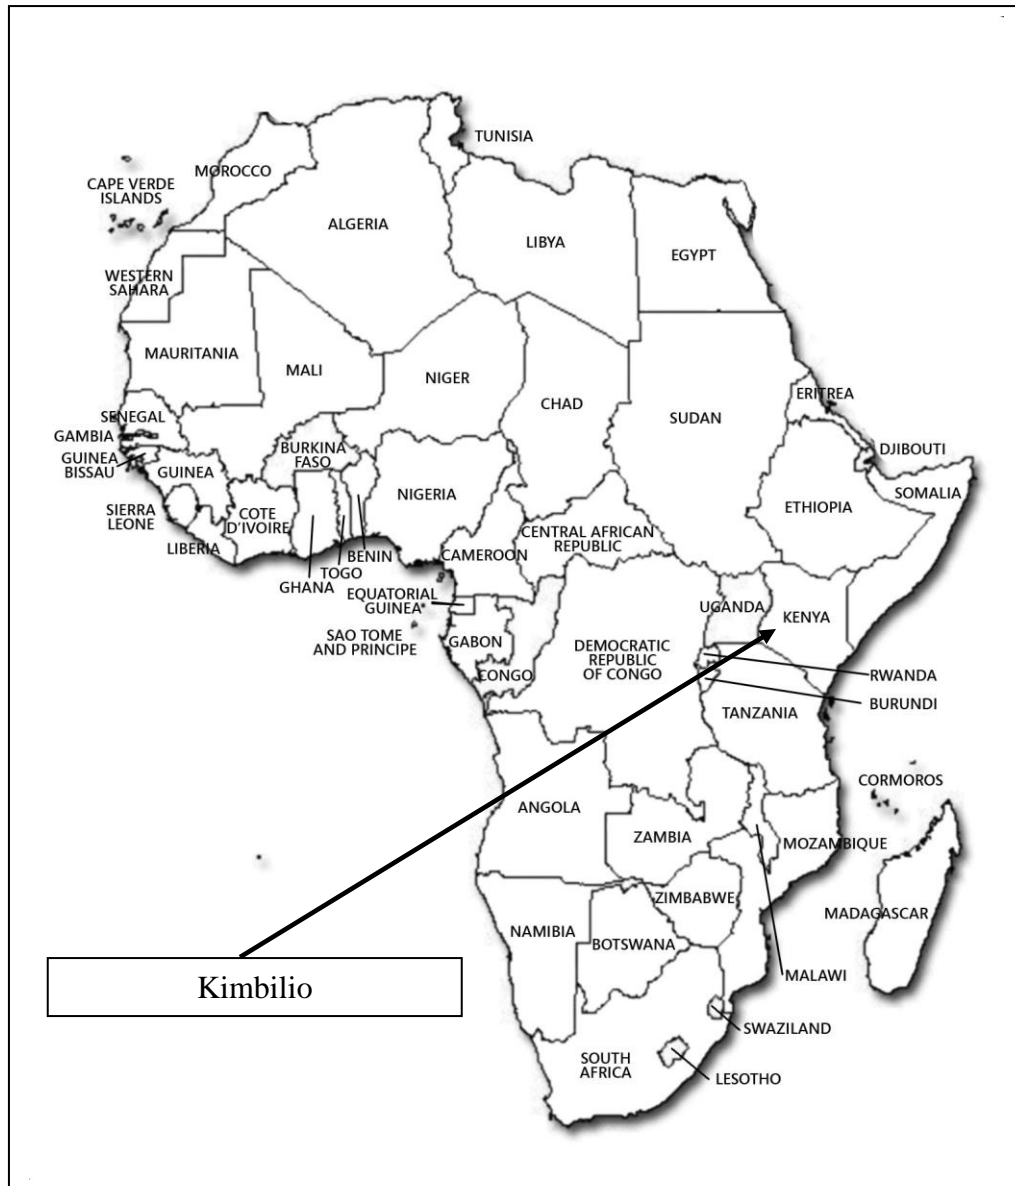 TUNISIA
MOROCCO
CAPE VERDE
ISLANDS
ALGERIA
LIBYA
EGYPT
WESTERN
SAHARA
MAURITANIA
MALI
NIGER
CHAD
SUDAN
ERITREA
SENEGAL
GAMBIA
GUINEA
BISSAU
GUINEA
BURKINA
FASO
DJIBOUTI
SOMALIA
NIGERIA
ETHIOPIA
SIERRA
LEONE
COTE
D'IVOIRE
LIBERIA
CENTRAL AFRICAN
REPUBLIC
CAMEROON
BENIN
TOGO
GHANA
EQUATORIAL
GUINEA
UGANDA
KENYA
SAO TOME
AND PRINCIPE
GABON
CONGO
DEMOCRATIC
REPUBLIC
OF CONGO
RWANDA
BURUNDI
TANZANIA
CORMOROS
ANGOLA
ZAMBIA
MOZAMBIQUE
ZIMBABWE
MADAGASCAR
NAMIBIA
BOTSWANA
MALAWI
Kimbilio
SWAZILAND
SOUTH
AFRICA
LESOTHO